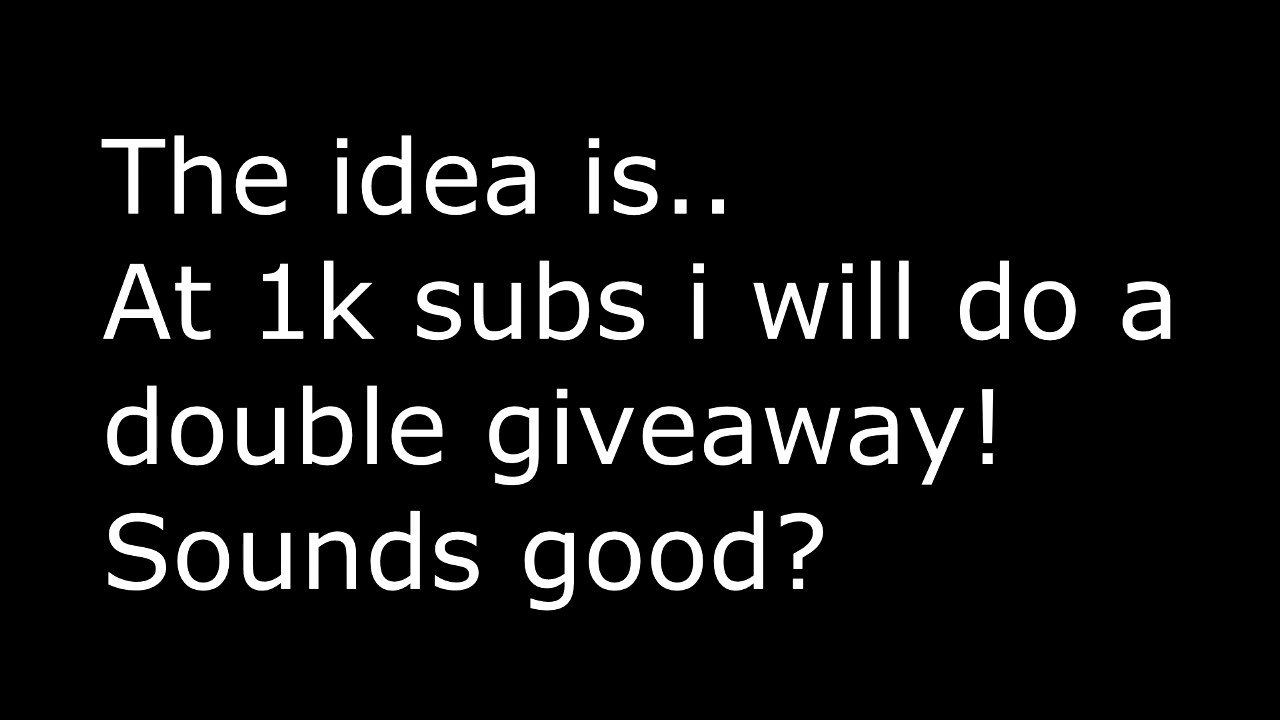 The idea is..
At 1k subs i will do a
double giveaway!
Sounds good?